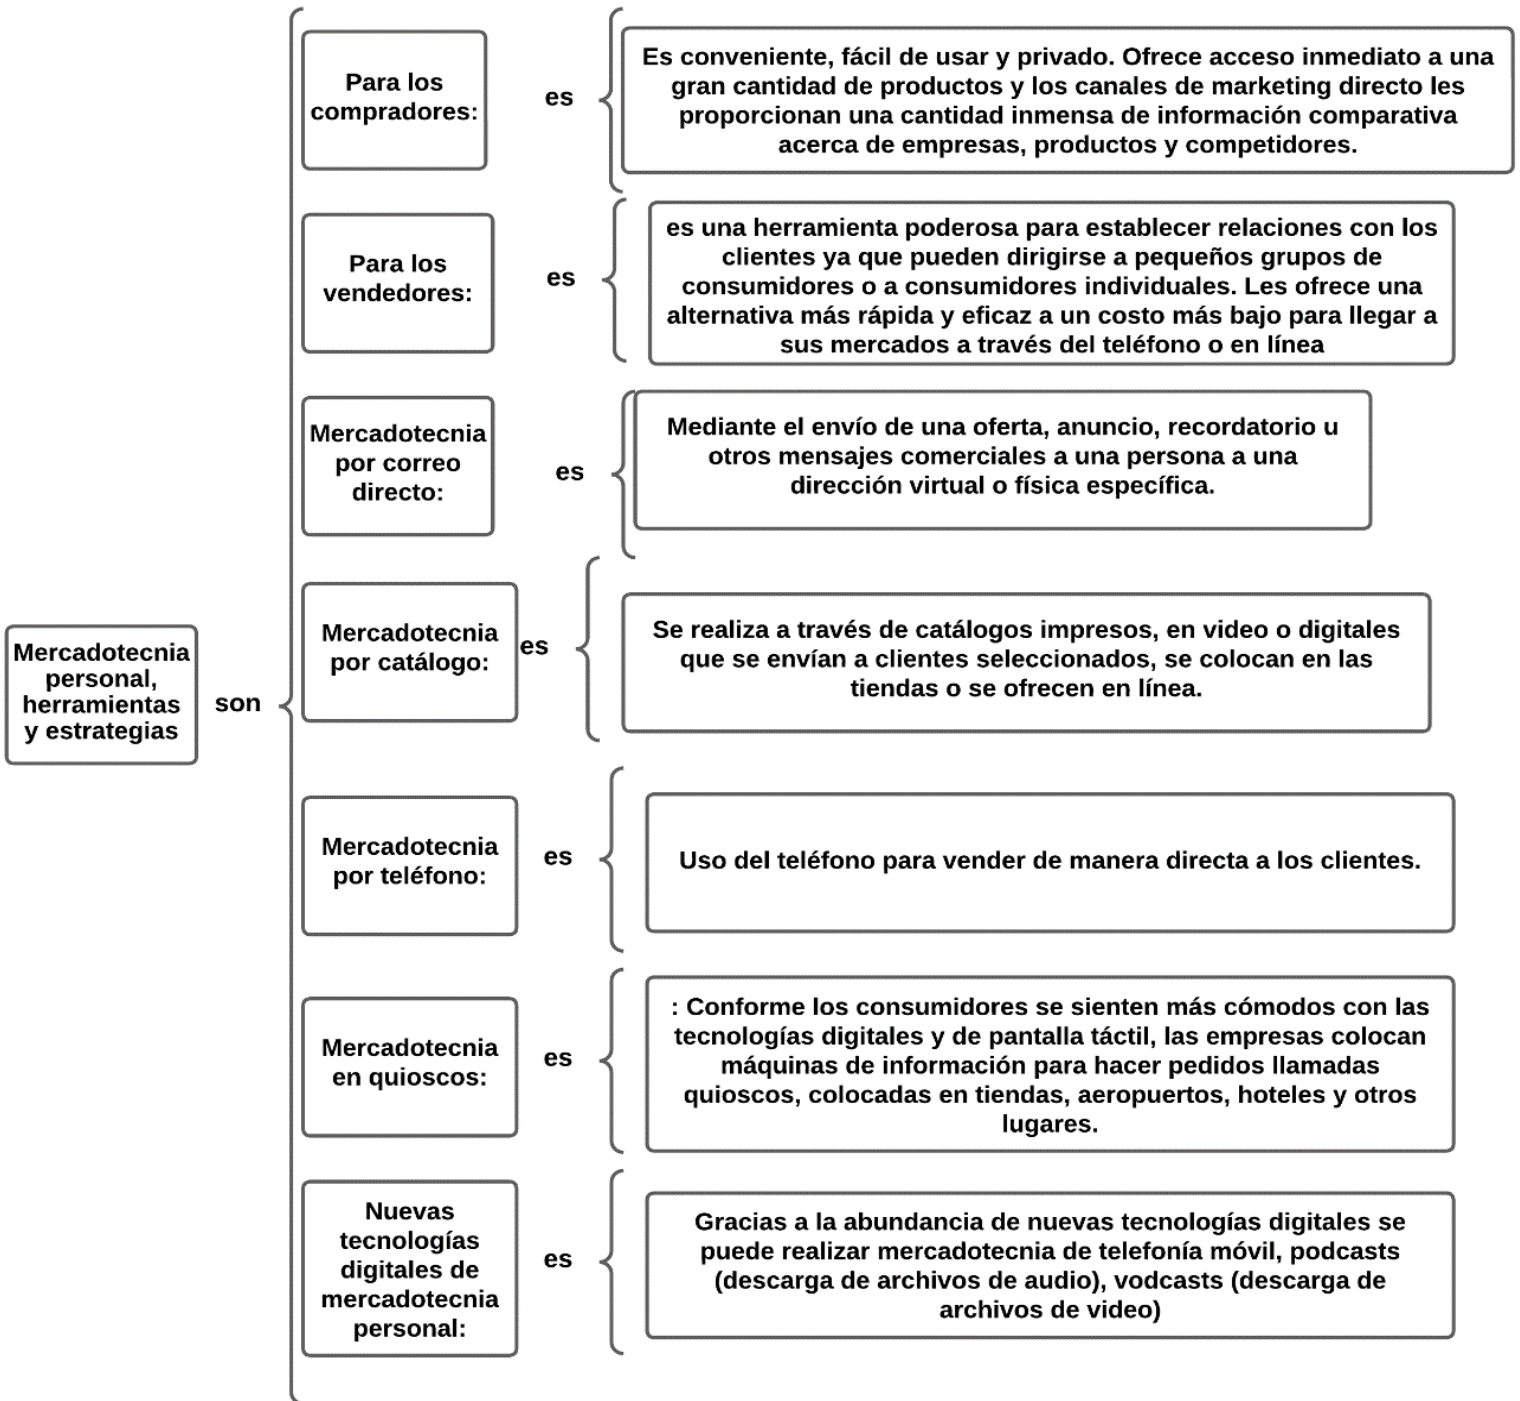 Mercadotecnia
personal,
herramientas
y estrategias
son
Para los
compradores:
es
Es conveniente, fácil de usar y privado. Ofrece acceso inmediato a una
gran cantidad de productos y los canales de marketing directo les
proporcionan una cantidad inmensa de información comparativa
acerca de empresas, productos y competidores.
Para los
vendedores:
es
es una herramienta poderosa para establecer relaciones con los
clientes ya que pueden dirigirse a pequeños grupos de
consumidores o a consumidores individuales. Les ofrece una
alternativa más rápida y eficaz a un costo más bajo para llegar a
sus mercados a través del teléfono o en línea
Mercadotecnia
por correo
directo:
es
Mediante el envío de una oferta, anuncio, recordatorio u
otros mensajes comerciales a una persona a una
dirección virtual o física específica.
Mercadotecnia
por catálogo:
es
Se realiza a través de catálogos impresos, en video o digitales
que se envían a clientes seleccionados, se colocan en las
tiendas o se ofrecen en línea.
Mercadotecnia
por teléfono:
es
Uso del teléfono para vender de manera directa a los clientes.
Mercadotecnia
en quioscos:
es
: Conforme los consumidores se sienten más cómodos con las
tecnologías digitales y de pantalla táctil, las empresas colocan
máquinas de información para hacer pedidos llamadas
quioscos, colocadas en tiendas, aeropuertos, hoteles y otros
lugares.
Nuevas
tecnologías
digitales de
mercadotecnia
personal:
es
Gracias a la abundancia de nuevas tecnologías digitales se
puede realizar mercadotecnia de telefonía móvil, podcasts
(descarga de archivos de audio), vodcasts (descarga de
archivos de video)